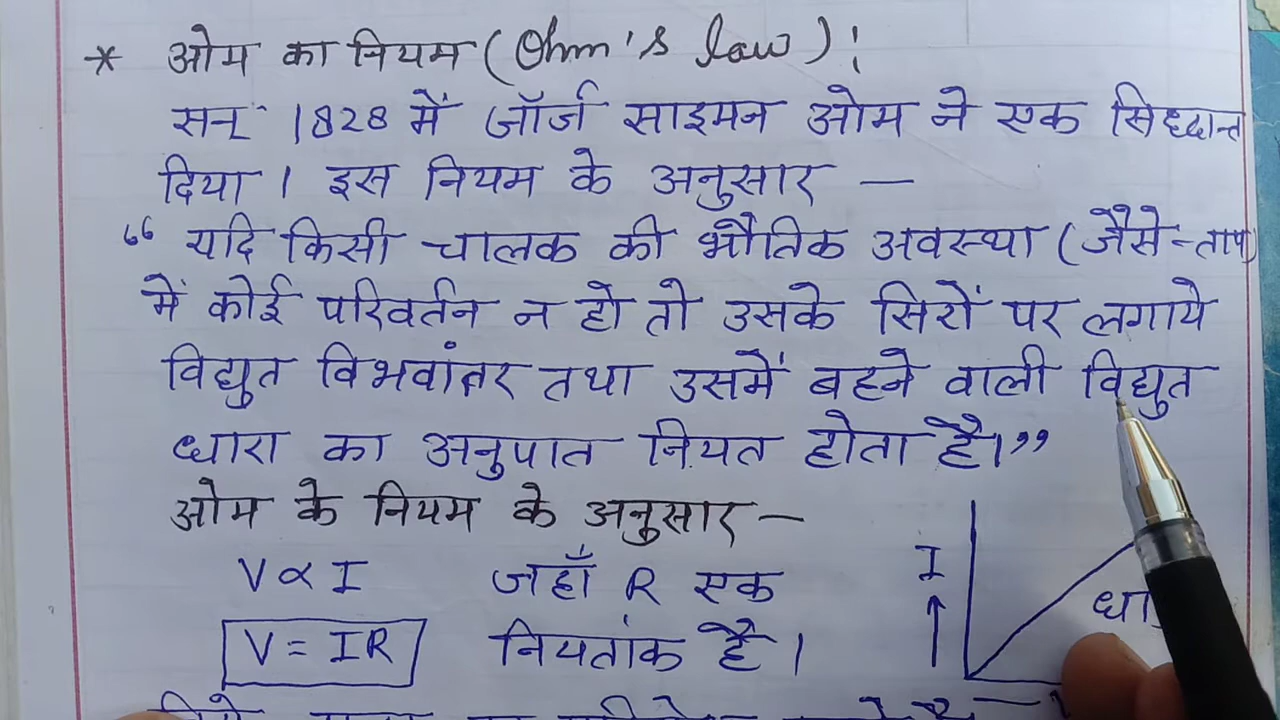 * ओम का नियम (Ohm's law):
सन् 1828 में जॉर्ज साइमन ओम ने एक सिद्धान्त
दिया। इस नियम के अनुसार —
“ यदि किसी चालक की भौतिक अवस्था (जैसे-ताप)
में कोई परिवर्तन न हो तो उसके सिरों पर लगाये
विद्युत विभवांतर तथा उसमें बहने वाली विद्युत
धारा का अनुपात नियत होता है।”
ओम के नियम के अनुसार —
V ∝ I जहाँ R एक
V = IR नियतांक है।
I